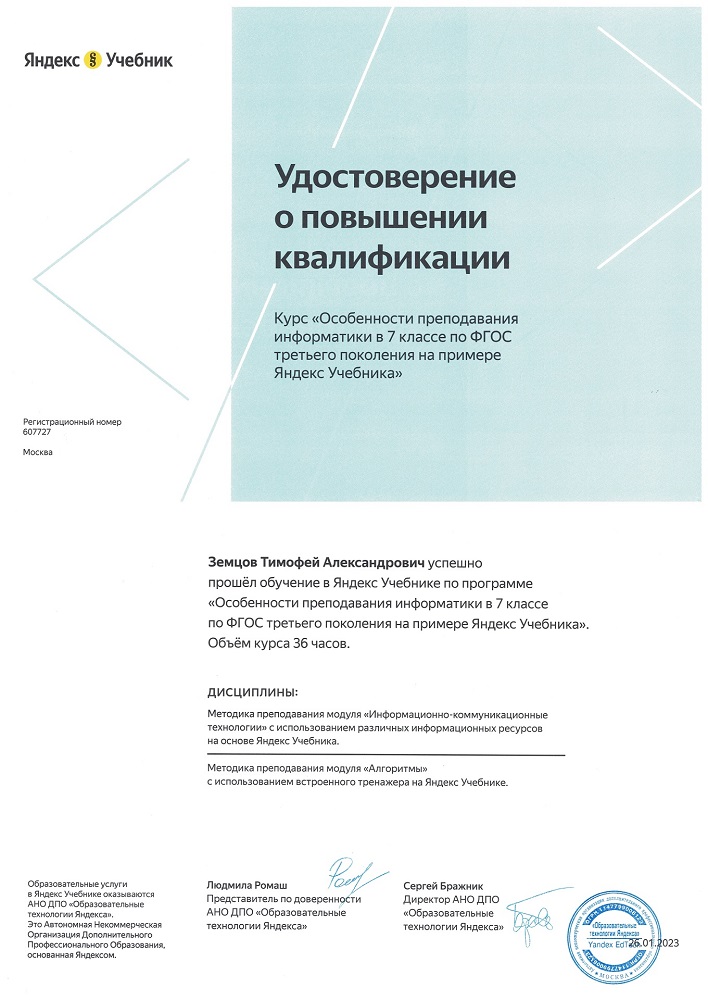 Яндекс Учебник
Удостоверение
о повышении
квалификации
Курс «Особенности преподавания
информатики в 7 классе по ФГОС
третьего поколения на примере
Яндекс Учебника»
Регистрационный номер
607727
Москва
Земцов Тимофей Александрович успешно
прошёл обучение в Яндекс Учебнике по программе
«Особенности преподавания информатики в 7 классе
по ФГОС третьего поколения на примере Яндекс Учебника».
Объём курса 36 часов.
ДИСЦИПЛИНЫ:
Методика преподавания модуля «Информационно-коммуникационные
технологии» с использованием различных информационных ресурсов
на основе Яндекс Учебника.
Методика преподавания модуля «Алгоритмы»
с использованием встроенного тренажера на Яндекс Учебнике.
Образовательные услуги
в Яндекс Учебнике оказываются
АНО ДПО «Образовательные
технологии Яндекса».
Это Автономная Некоммерческая
Организация Дополнительного
Профессионального Образования,
основанная Яндексом.
Людмила Ромаш
Представитель по доверенности
АНО ДПО «Образовательные
технологии Яндекса»
Сергей Бражник
Директор АНО ДПО
«Образовательные
технологии Яндекса»
«Образовательные
технологии Яндекса»
Yandex EdTech
МОСКВА
26.01.2023